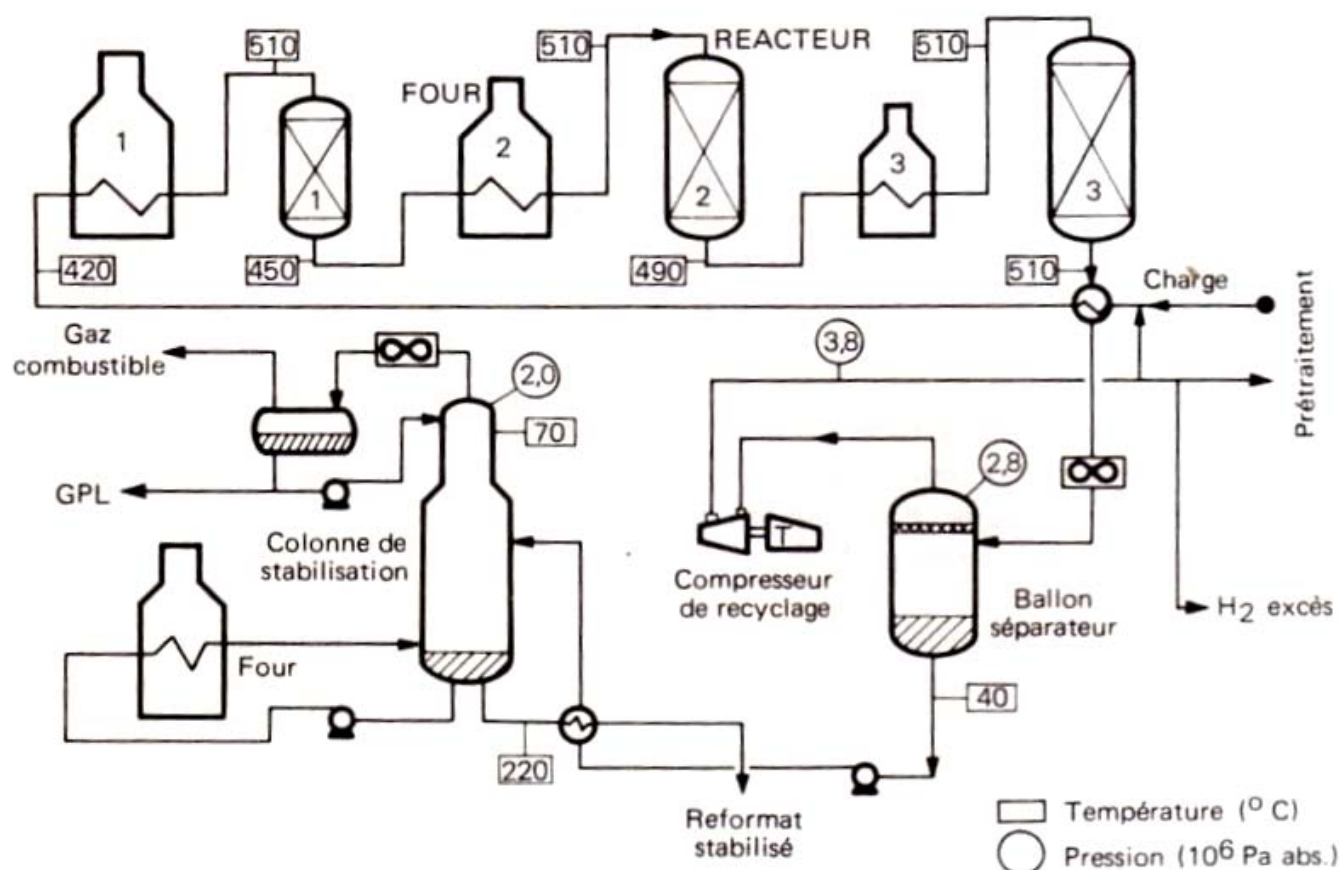 510
510
REACTEUR
510
FOUR
1
2
3
1
2
3
420
450
490
510
Charge
Prétraitement
Gaz
combustible
3,8
2,0
70
2,8
GPL
Colonne de
stabilisation
T
Compresseur
de recyclage
Ballon
séparateur
H2 excès
Four
40
220
Reformat
stabilisé
Température (° C)
Pression (10⁶ Pa abs.)